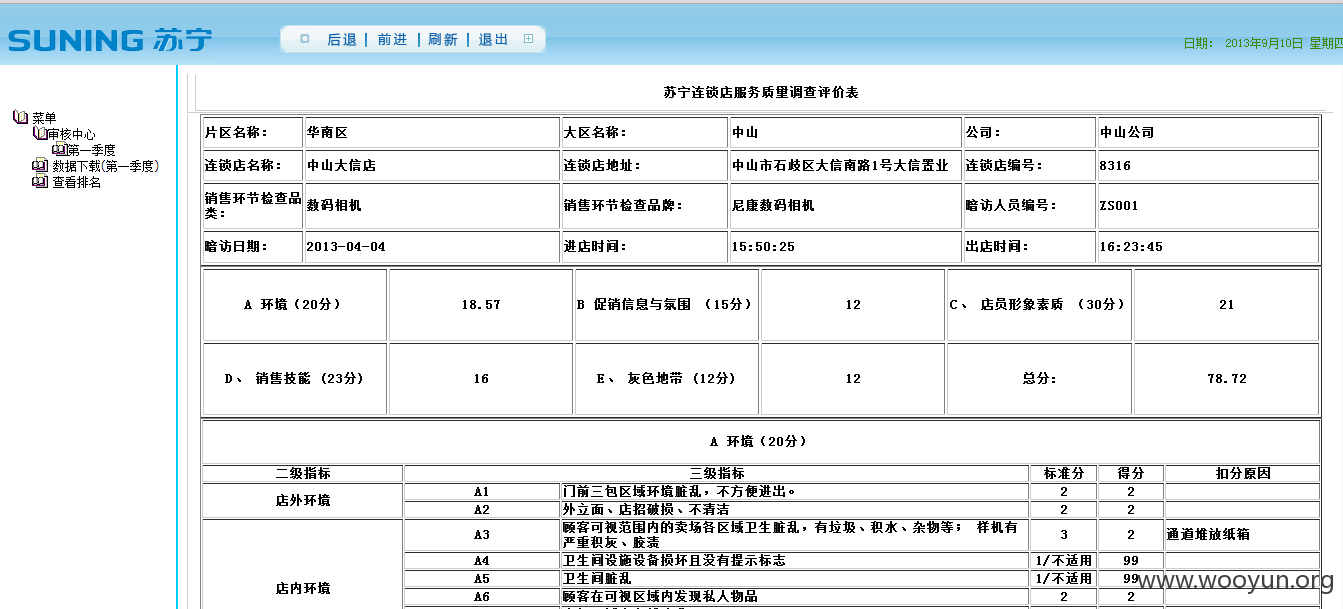 SUNING 苏宁
后退 | 前进 | 刷新 | 退出
日期: 2013年9月10日 星期四
菜单
审核中心
第一季度
数据下载(第一季度)
查看排名
苏宁连锁店服务质量调查评价表
片区名称: 华南区 大区名称: 中山 公司: 中山公司
连锁店名称: 中山大信店 连锁店地址: 中山市石歧区大信南路1号大信置业 连锁店编号: 8316
销售环节检查品
类: 数码相机 销售环节检查品牌: 尼康数码相机 暗访人员编号: ZS001
暗访日期: 2013-04-04 进店时间: 15:50:25 出店时间: 16:23:45
A 环境(20分) 18.57 B 促销信息与氛围 (15分) 12 C、 店员形象素质 (30分) 21
D、 销售技能 (23分) 16 E、 灰色地带 (12分) 12 总分: 78.72
A 环境(20分)
二级指标 三级指标 标准分 得分 扣分原因
店外环境
A1 门前三包区域环境脏乱,不方便进出。 2 2
A2 外立面、店招破损、不清洁 2 2
店内环境
A3 顾客可视范围内的卖场各区域卫生脏乱,有垃圾、积水、杂物等; 样机有
严重积灰、胶渍 3 2 通道堆放纸箱
A4 卫生间设施设备损坏且没有提示标志 1/不适用 99
A5 卫生间脏乱 1/不适用 99
A6 顾客在可视区域内发现私人物品 2 2
www.wooyun.org